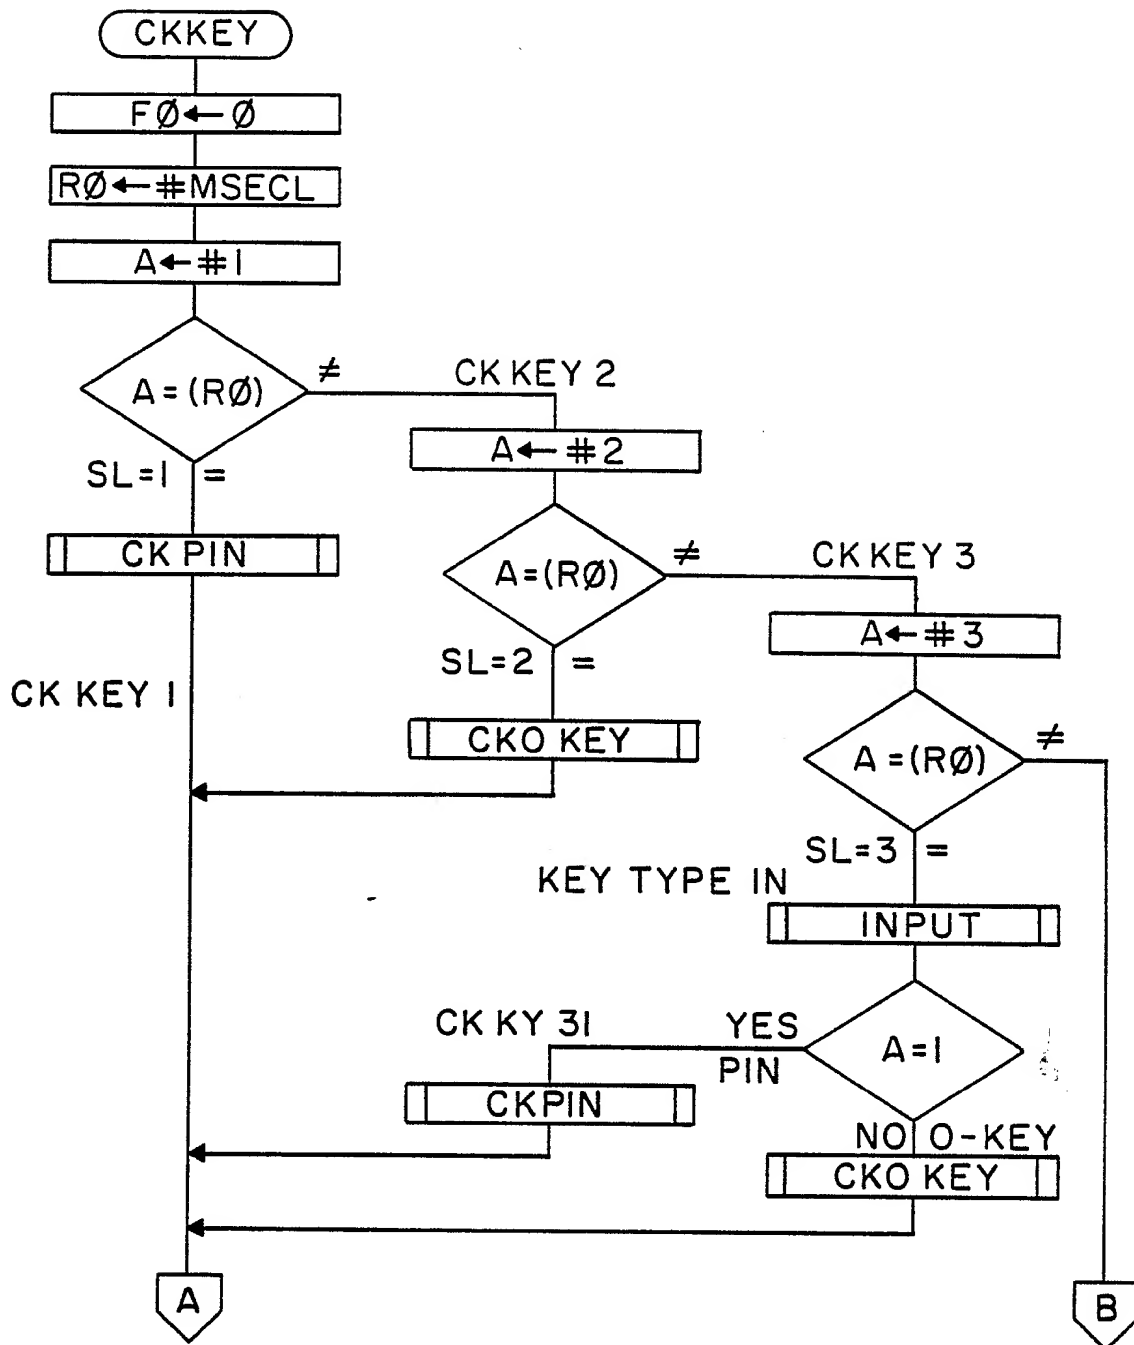 CKKEY
FØ←Ø
RØ←#MSECL
A←#1
A=(RØ)
≠
CK KEY 2
A←#2
SL=1
=
CK PIN
A=(RØ)
≠
CK KEY 3
A←#3
SL=2
=
CK KEY 1
CKO KEY
A=(RØ)
≠
SL=3
=
KEY TYPE IN
INPUT
CK KY 31
YES
PIN
A=1
CKPIN
NO O-KEY
CKO KEY
A
B